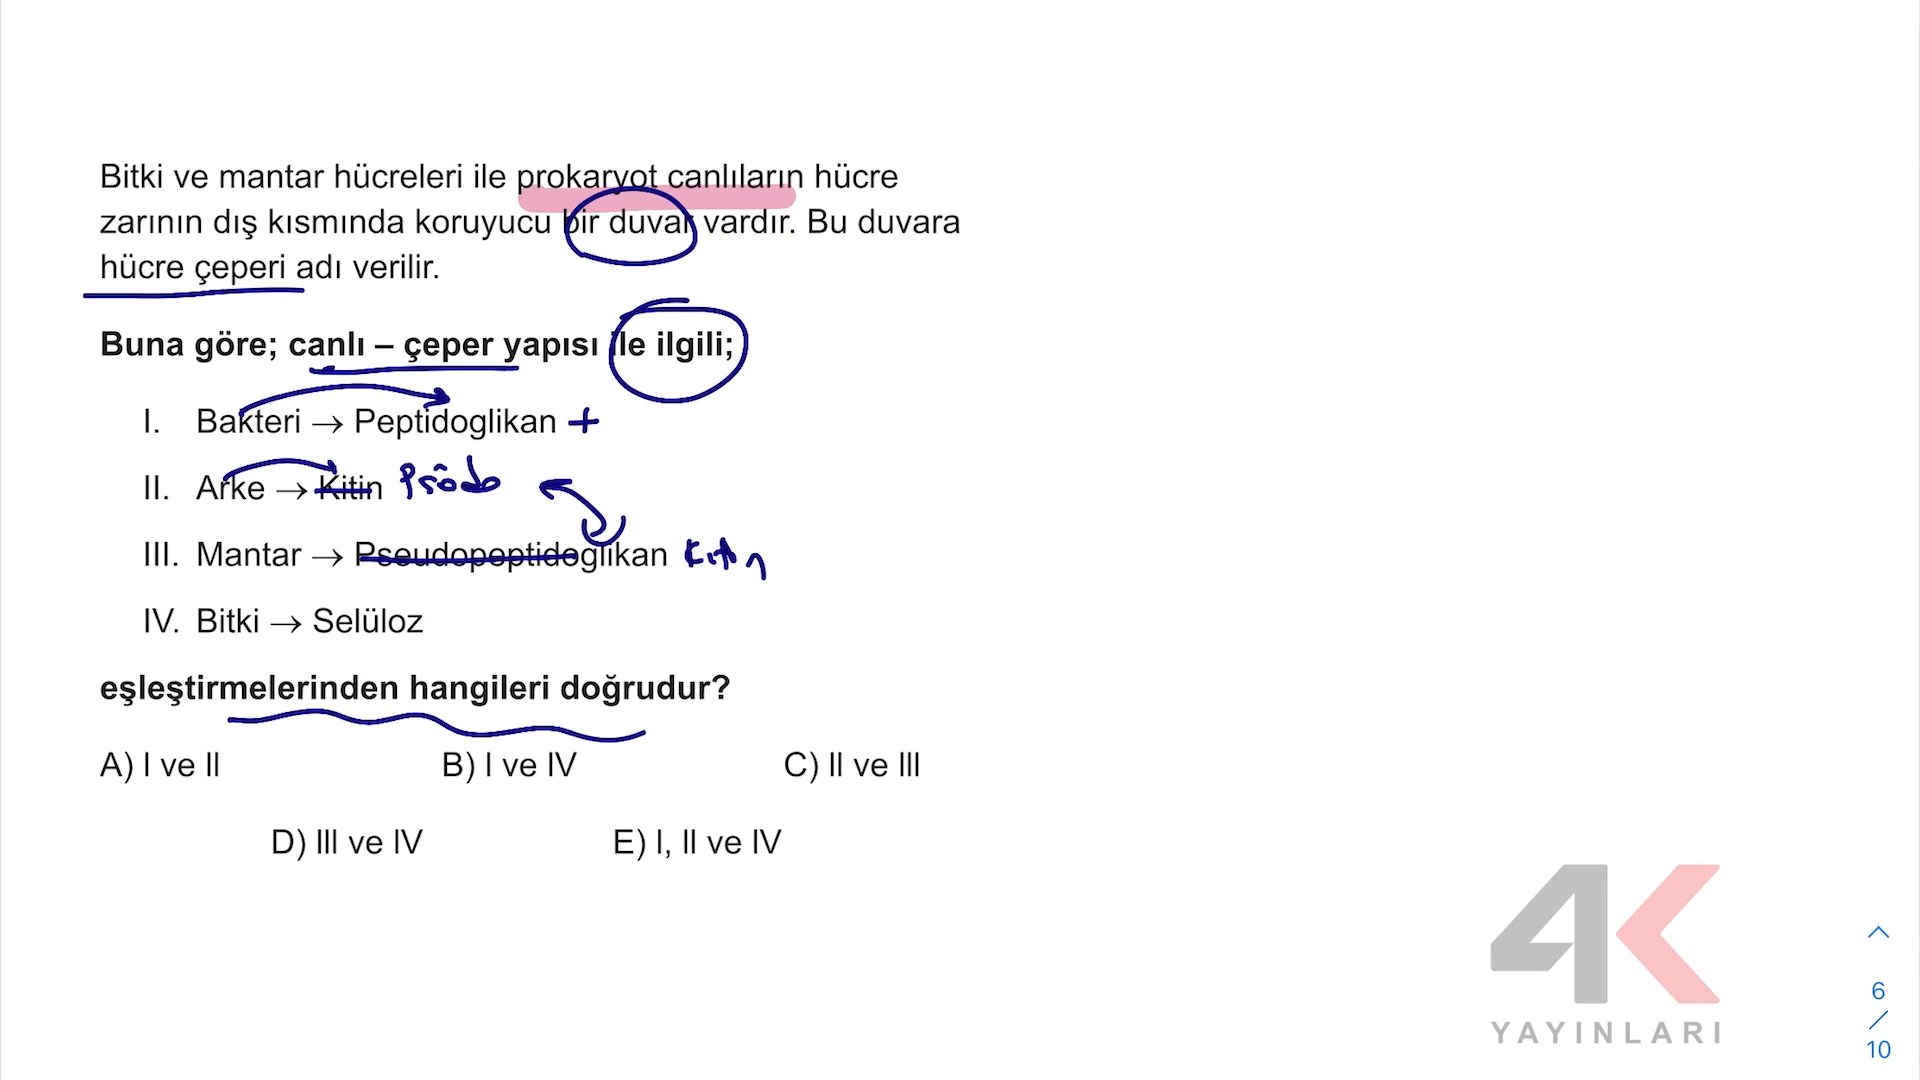 Bitki ve mantar hücreleri ile prokaryot canlıların hücre
zarının dış kısmında koruyucu bir duvar vardır. Bu duvara
hücre çeperi adı verilir.
Buna göre; canlı – çeper yapısı ile ilgili;
I. Bakteri → Peptidoglikan +
II. Arke → Kitin
III. Mantar → Pseudopeptidoglikan Kitin
IV. Bitki → Selüloz
eşleştirmelerinden hangileri doğrudur?
A) I ve II B) I ve IV C) II ve III
D) III ve IV E) I, II ve IV
4K
YAYINLARI
6
/
10